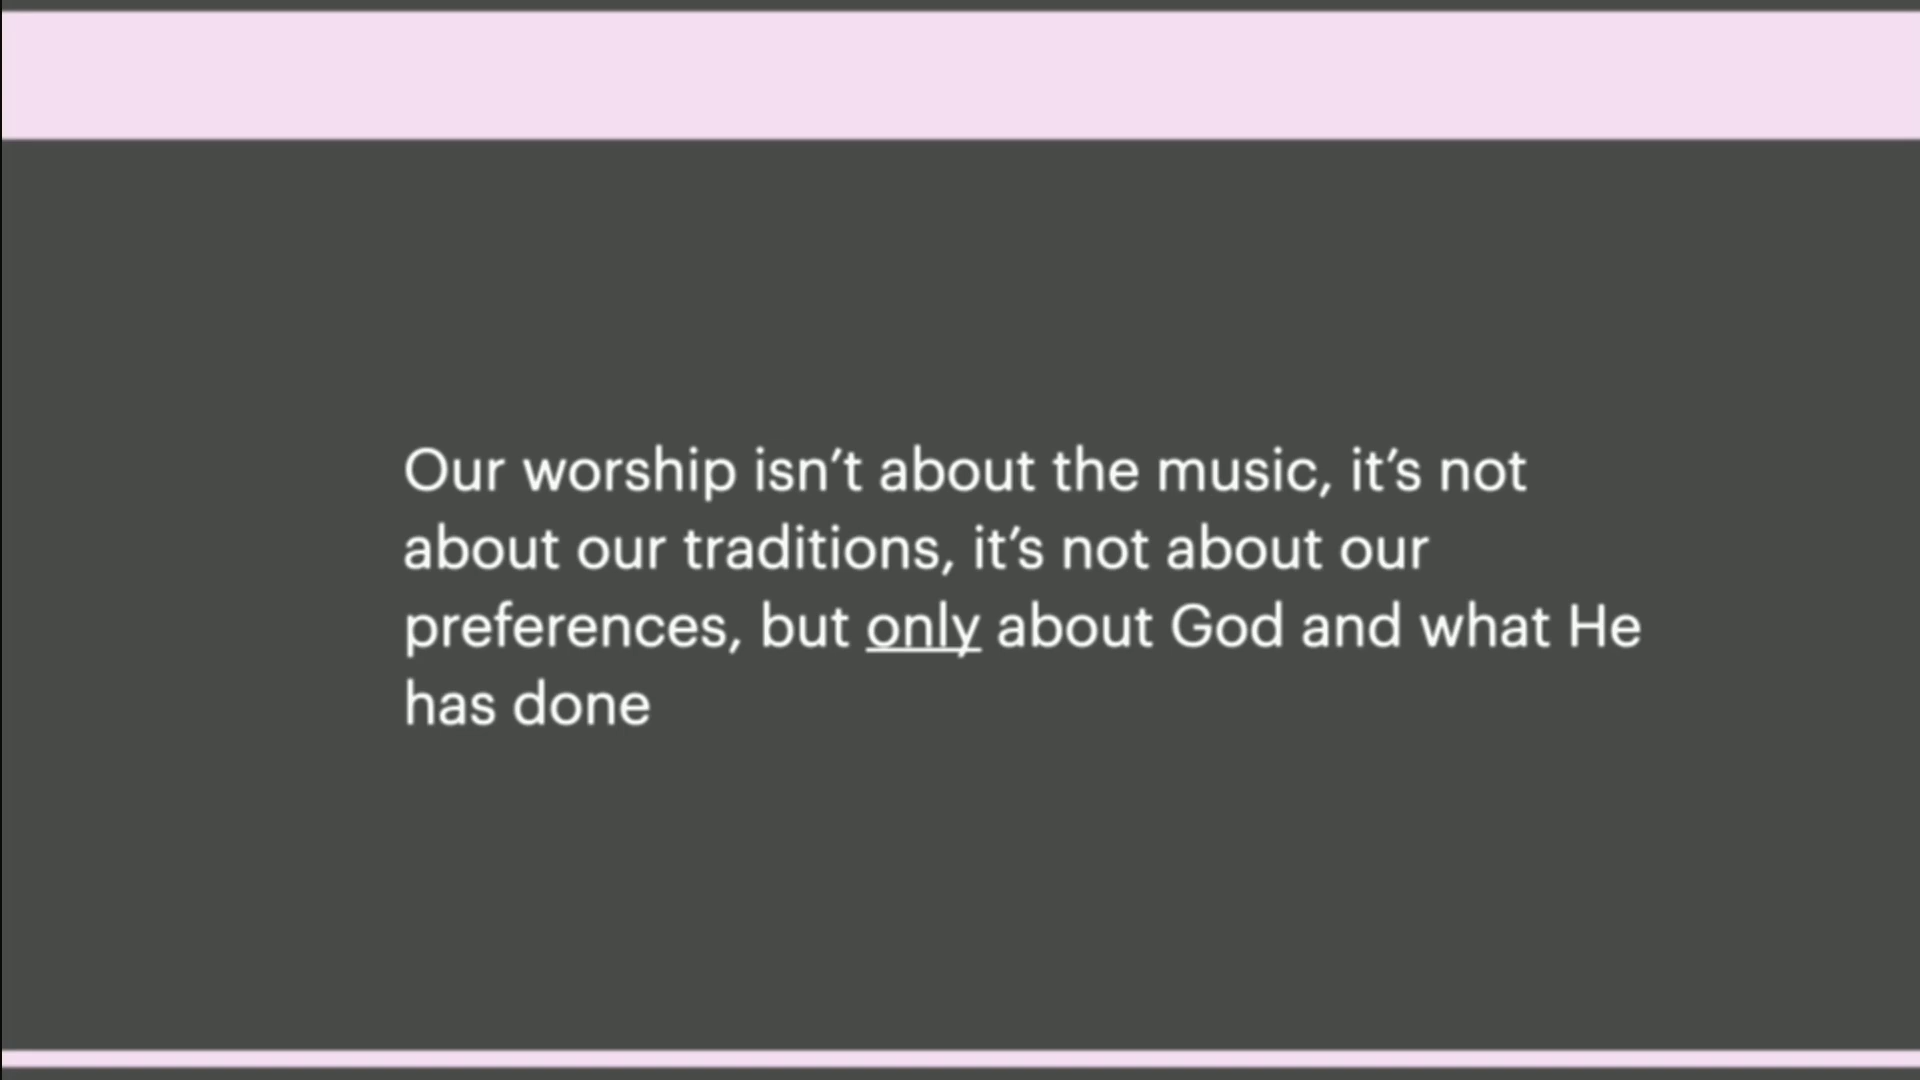 Our worship isn’t about the music, it’s not
about our traditions, it’s not about our
preferences, but only about God and what He
has done